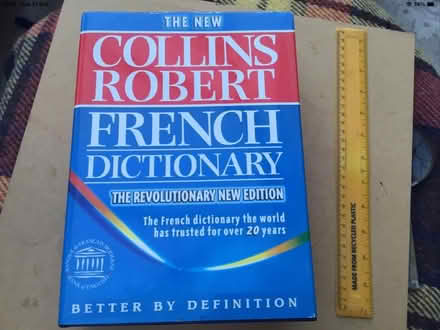 THE NEW
COLLINS
ROBERT
FRENCH
DICTIONARY
THE REVOLUTIONARY NEW EDITION
The French dictionary the world
has trusted for over 20 years
BETTER BY DEFINITION
MADE FROM RECYCLED PLASTIC